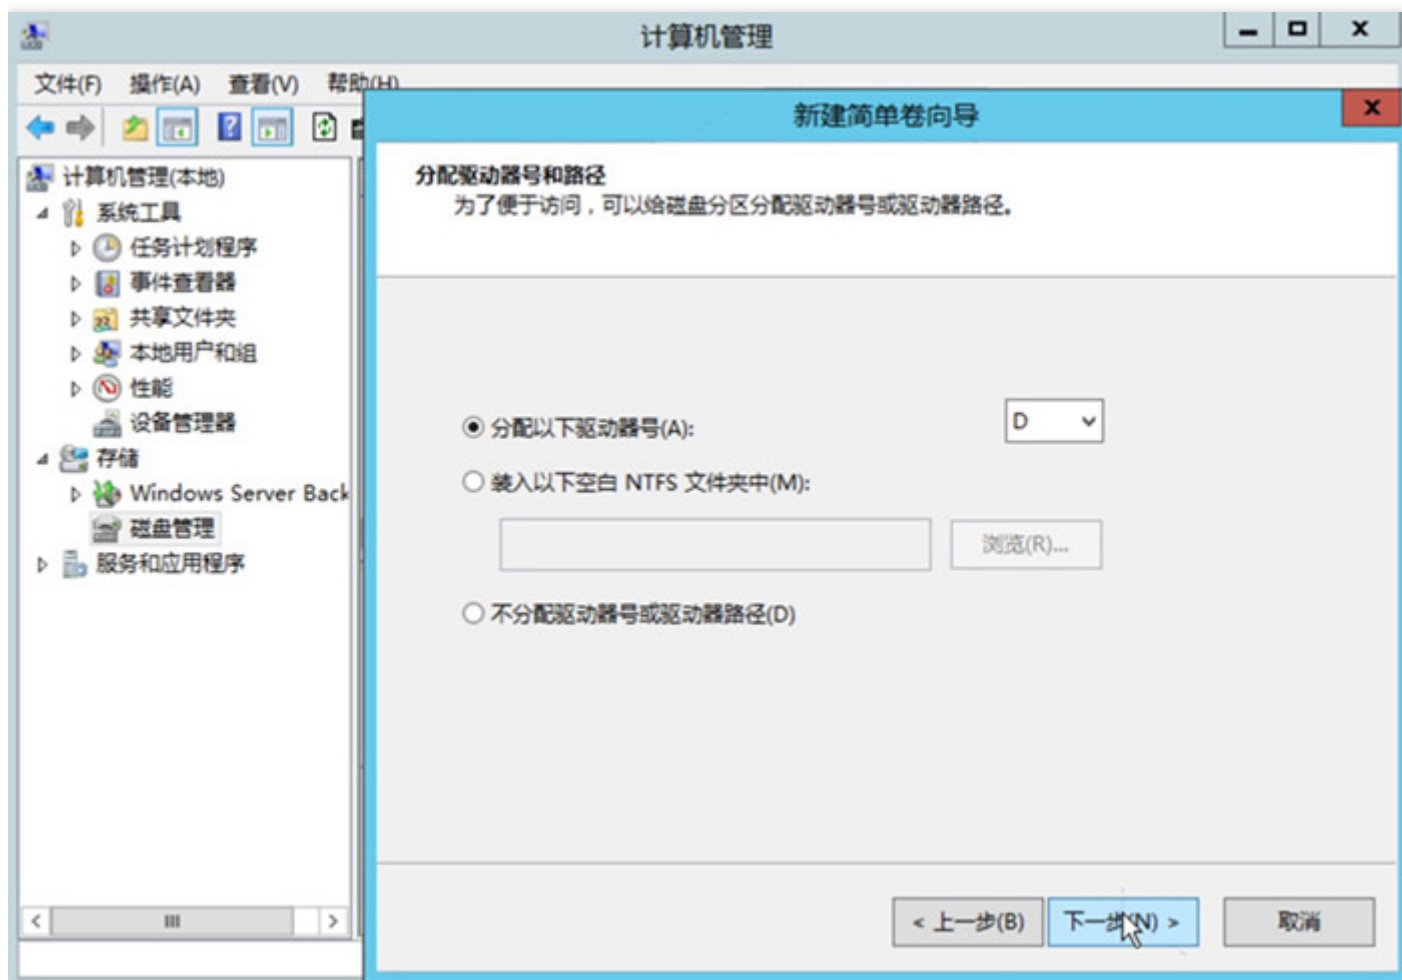 计算机管理
文件(F) 操作(A) 查看(V) 帮助(H)
计算机管理(本地)
系统工具
任务计划程序
事件查看器
共享文件夹
本地用户和组
性能
设备管理器
存储
Windows Server Back
磁盘管理
服务和应用程序
新建简单卷向导
分配驱动器号和路径
为了便于访问，可以给磁盘分区分配驱动器号或驱动器路径。
分配以下驱动器号(A): D
装入以下空白 NTFS 文件夹中(M):
浏览(R)...
不分配驱动器号或驱动器路径(D)
< 上一步(B) 下一步(N) > 取消